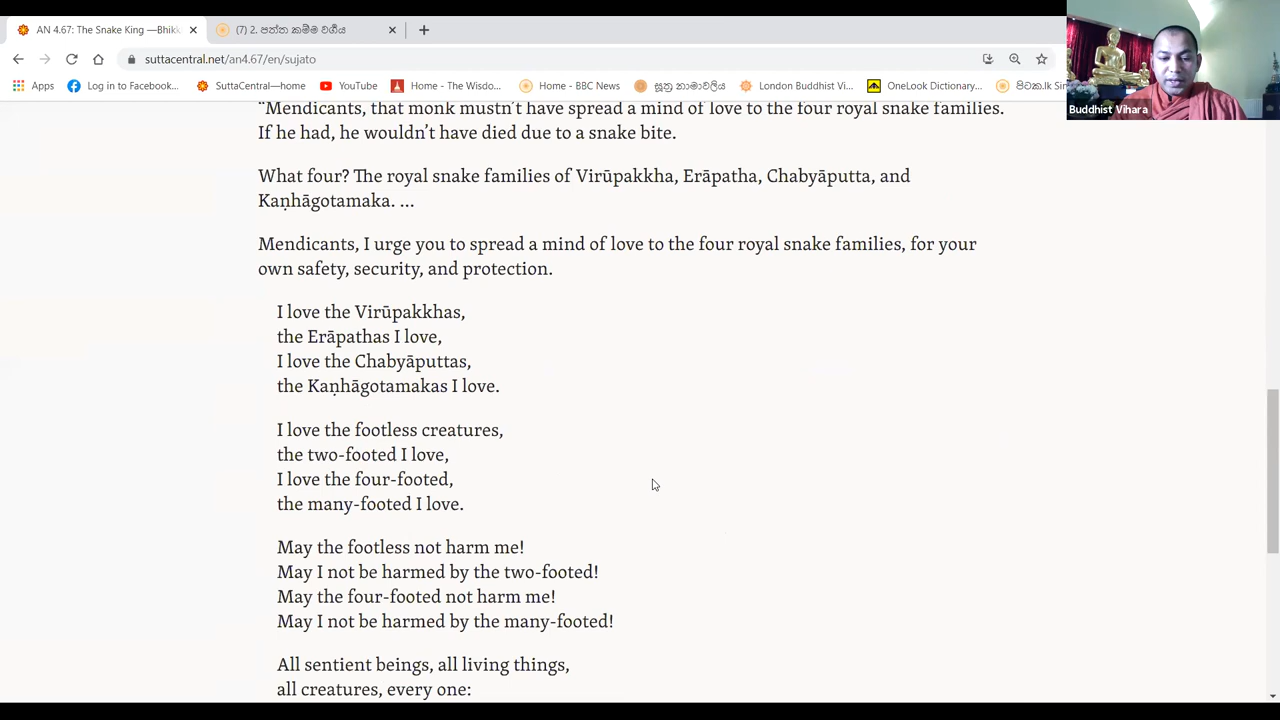 AN 4.67: The Snake King —Bhikk
(7) 2. පත්ත කම්ම වර්ගය
suttacentral.net/an4.67/en/sujato
Apps
Log in to Facebook...
SuttaCentral—home
YouTube
Home - The Wisdo...
Home - BBC News
සූත්‍ර නාමාවලිය
London Buddhist Vi...
OneLook Dictionary...
පිටක.lk Sin
Buddhist Vihara
“Mendicants, that monk mustn’t have spread a mind of love to the four royal snake families.
If he had, he wouldn’t have died due to a snake bite.
What four? The royal snake families of Virūpakkha, Erāpatha, Chabyāputta, and
Kaṇhāgotamaka. ...
Mendicants, I urge you to spread a mind of love to the four royal snake families, for your
own safety, security, and protection.
I love the Virūpakkhas,
the Erāpathas I love,
I love the Chabyāputtas,
the Kaṇhāgotamakas I love.
I love the footless creatures,
the two-footed I love,
I love the four-footed,
the many-footed I love.
May the footless not harm me!
May I not be harmed by the two-footed!
May the four-footed not harm me!
May I not be harmed by the many-footed!
All sentient beings, all living things,
all creatures, every one: